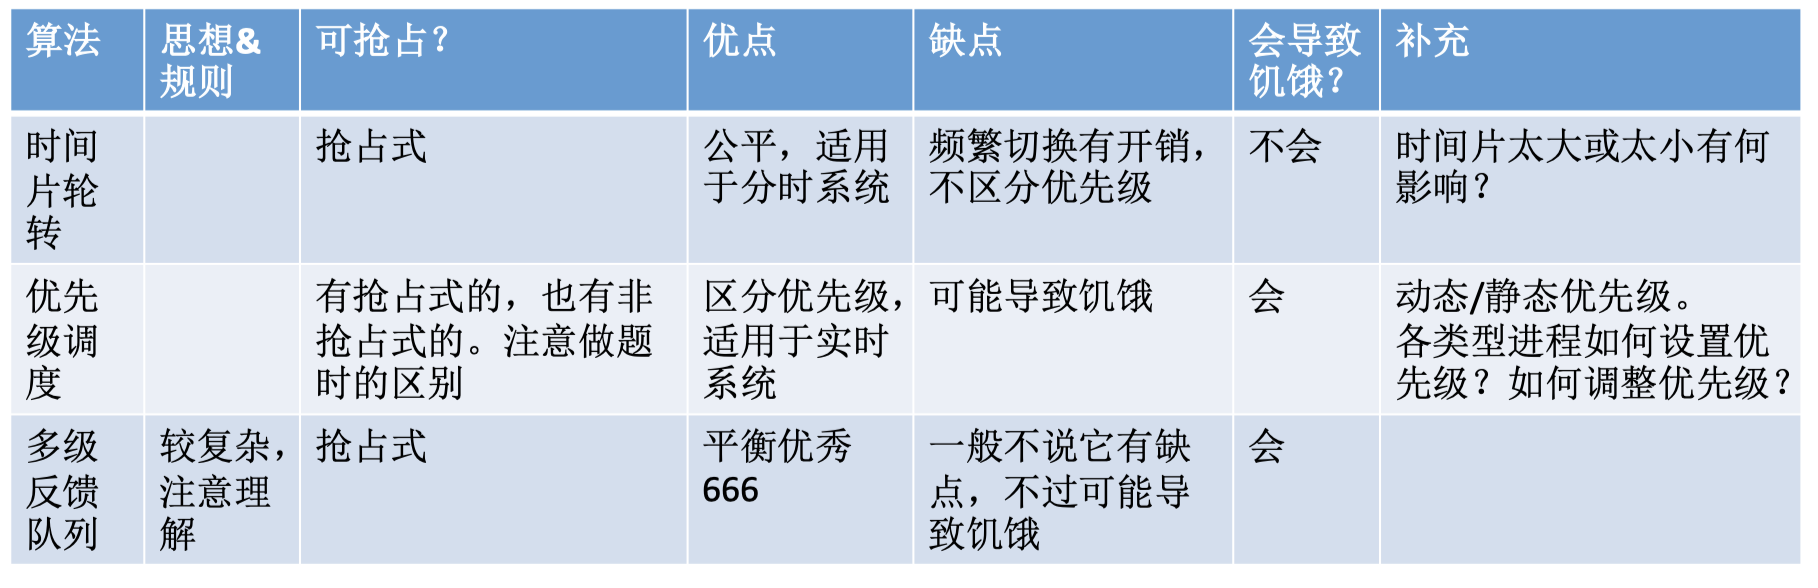 算法
思想&
规则
可抢占?
优点
缺点
会导致
饥饿?
补充
时间
片轮
转
抢占式
公平，适用
于分时系统
频繁切换有开销，
不区分优先级
不会
时间片太大或太小有何
影响?
优先
级调
度
有抢占式的，也有非
抢占式的。注意做题
时的区别
区分优先级，
适用于实时
系统
可能导致饥饿
会
动态/静态优先级。
各类型进程如何设置优
先级?如何调整优先级?
多级
反馈
队列
较复杂，
注意理
解
抢占式
平衡优秀
666
一般不说它有缺
点，不过可能导
致饥饿
会